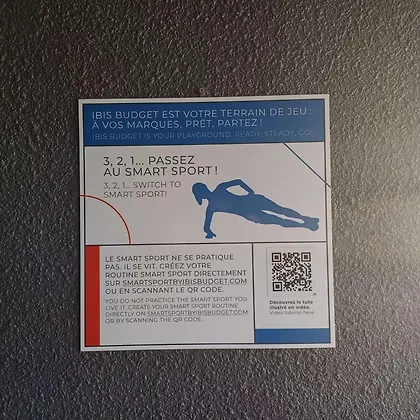 IBIS BUDGET EST VOTRE TERRAIN DE JEU :
À VOS MARQUES, PRÊT, PARTEZ !
IBIS BUDGET IS YOUR PLAYGROUND. READY, STEADY, GO!
3, 2, 1... PASSEZ
AU SMART SPORT !
3, 2, 1... SWITCH TO
SMART SPORT!
LE SMART SPORT NE SE PRATIQUE
PAS. IL SE VIT. CRÉEZ VOTRE
ROUTINE SMART SPORT DIRECTEMENT
SUR SMARTSPORTBYIBISBUDGET.COM
OU EN SCANNANT LE QR CODE.
YOU DO NOT PRACTICE THE SMART SPORT YOU
LIVE IT. CREATE YOUR SMART SPORT ROUTINE
DIRECTLY ON SMARTSPORTBYIBISBUDGET.COM
OR BY SCANNING THE QR CODE.
Découvrez le tuto
illustré en vidéo.
Video tutorial here.